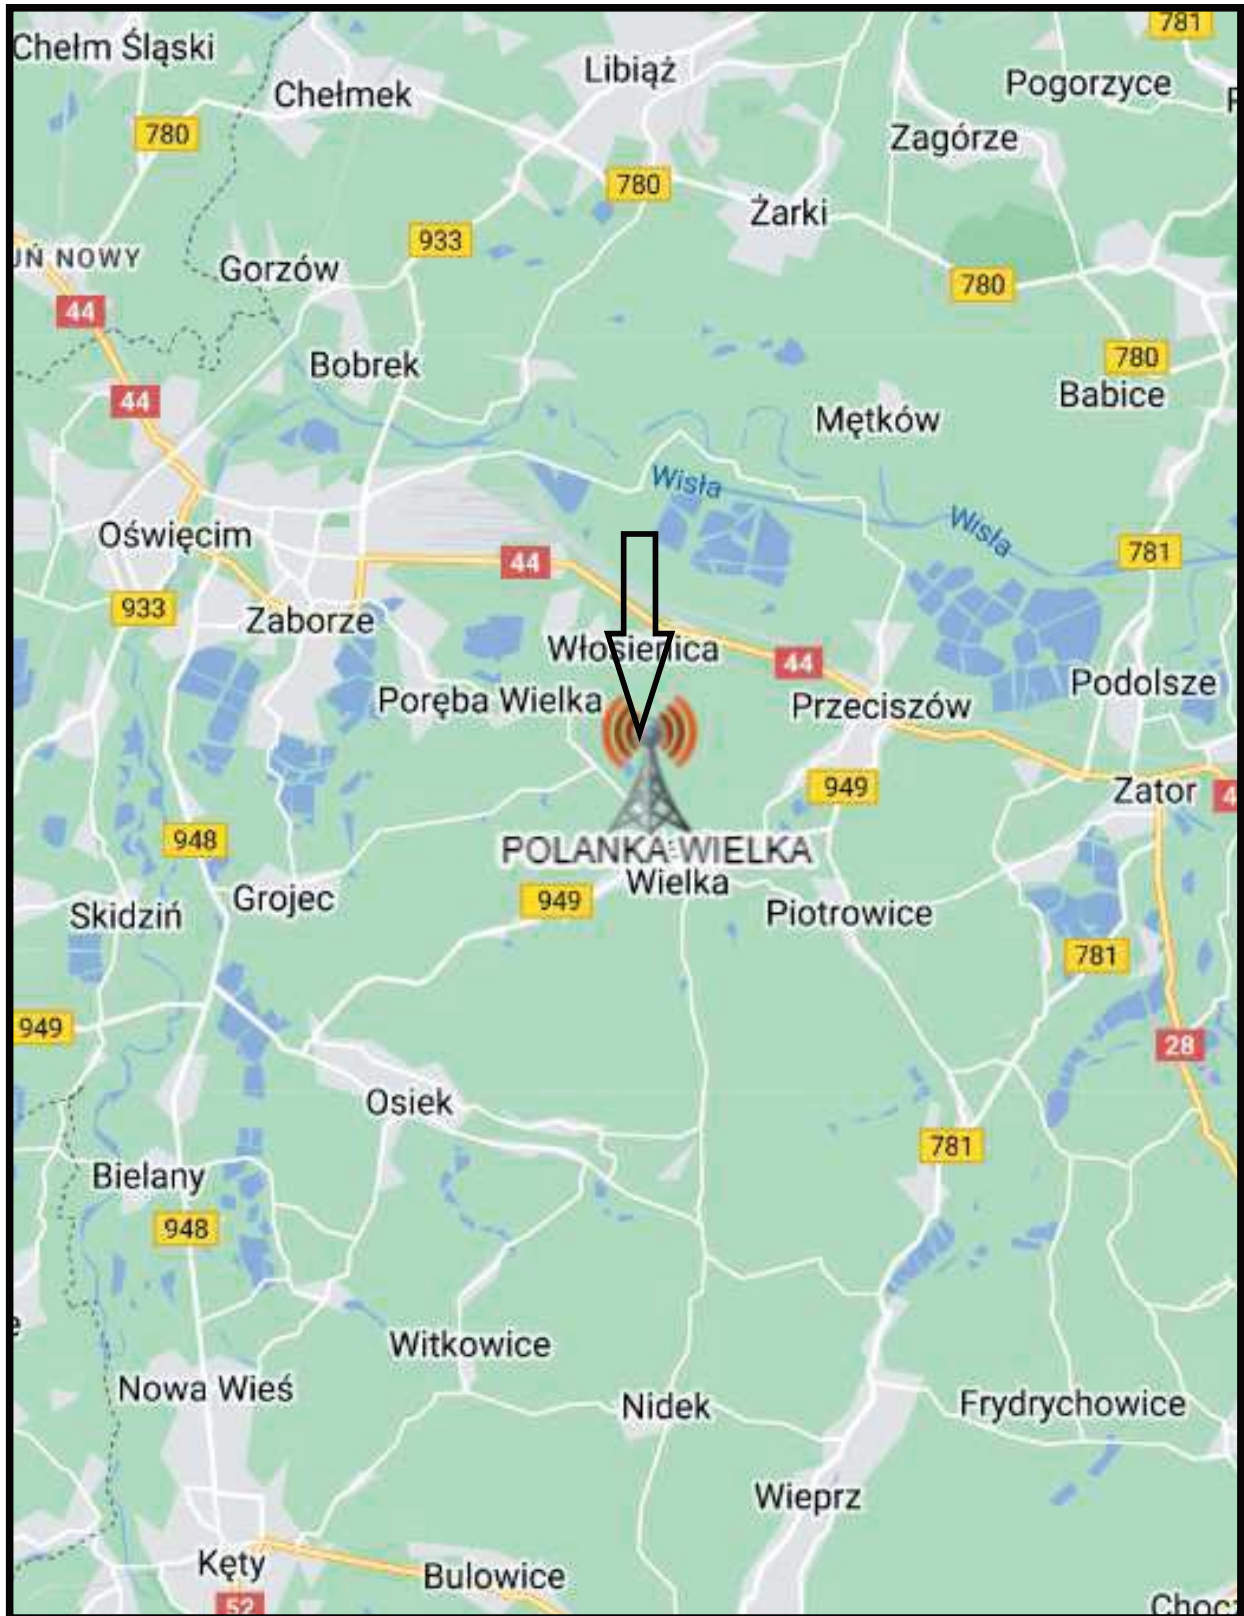 781
Chełm Śląski
Libiąż
Pogorzyce
Chełmek
780
Zagórze
780
Żarki
933
UŃ NOWY
Gorzów
780
44
Bobrek
780
44
Babice
Mętków
Wisła
Wisła
Oświęcim
781
44
933
Zaborze
Włosienica
44
Podolsze
Poręba Wielka
Przeciszów
949
Zator
948
POLANKA WIELKA
Wielka
Grojec
949
Skidziń
Piotrowice
781
949
28
Osiek
781
Bielany
948
Witkowice
Nowa Wieś
Nidek
Frydrychowice
Wieprz
Kęty
Bulowice
52